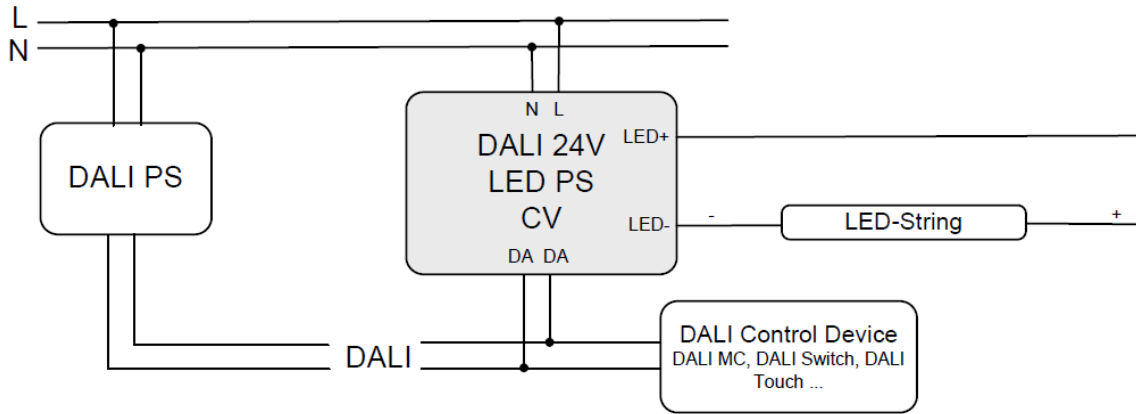 L
N
N L
DALI PS
DALI 24V
LED PS
CV
LED+
LED-
-
LED-String
+
DA DA
DALI
DALI Control Device
DALI MC, DALI Switch, DALI
Touch ...